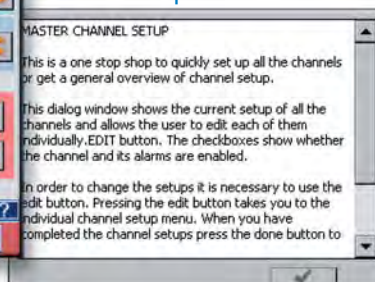 MASTER CHANNEL SETUP
This is a one stop shop to quickly set up all the channels
or get a general overview of channel setup.
This dialog window shows the current setup of all the
channels and allows the user to edit each of them
individually.EDIT button. The checkboxes show whether
the channel and its alarms are enabled.
In order to change the setups it is necessary to use the
edit button. Pressing the edit button takes you to the
individual channel setup menu. When you have
completed the channel setups press the done button to
?